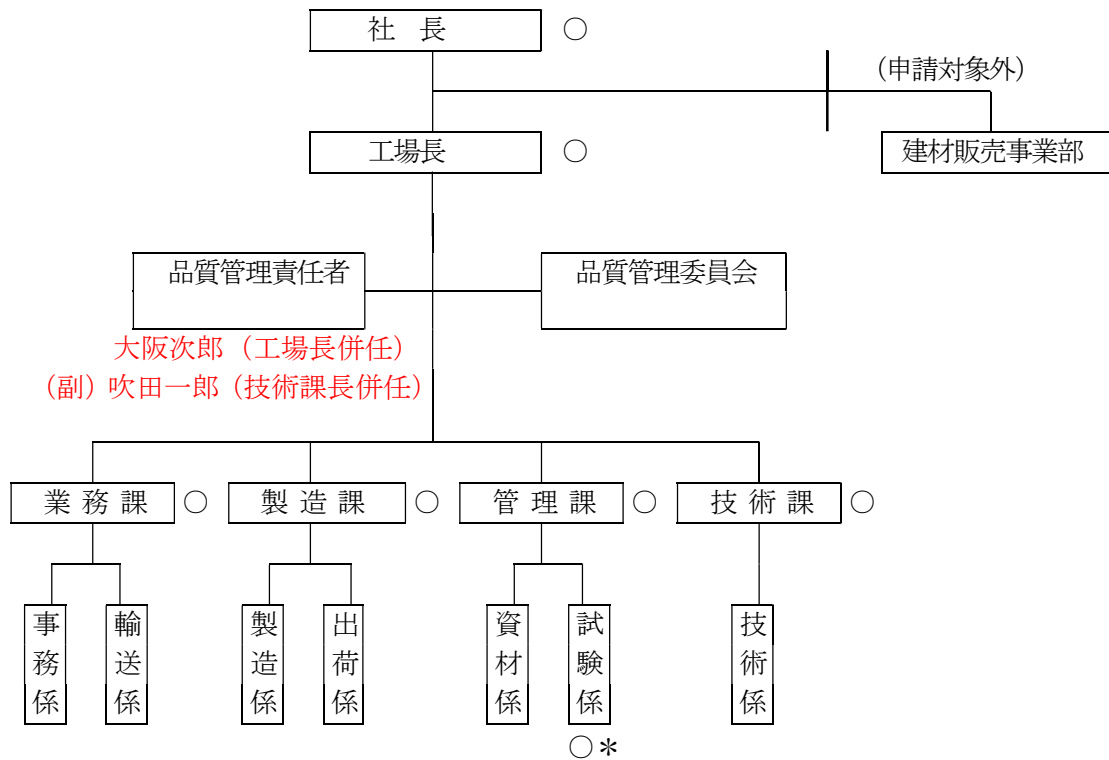 社 長 ○
（申請対象外）
工場長 ○ 建材販売事業部
品質管理責任者 品質管理委員会
大阪次郎（工場長併任）
（副）吹田一郎（技術課長併任）
業 務 課 ○ 製 造 課 ○ 管 理 課 ○ 技 術 課 ○
事務係
輸送係
製造係
出荷係
資材係
試験係
技術係
○＊